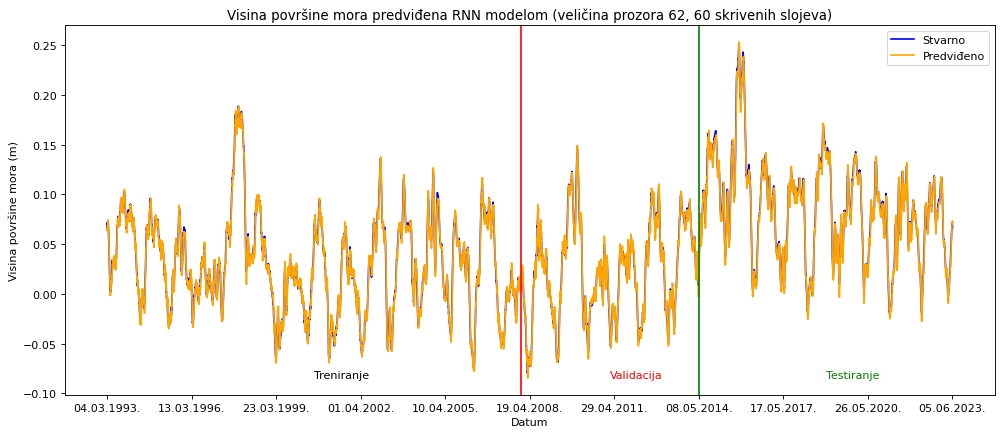 Visina površine mora predviđena RNN modelom (veličina prozora 62, 60 skrivenih slojeva)
Stvarno
Predviđeno
Visina površine mora (m)
0.25
0.20
0.15
0.10
0.05
0.00
−0.05
−0.10
Treniranje
Validacija
Testiranje
04.03.1993.
13.03.1996.
23.03.1999.
01.04.2002.
10.04.2005.
19.04.2008.
29.04.2011.
08.05.2014.
17.05.2017.
26.05.2020.
05.06.2023.
Datum